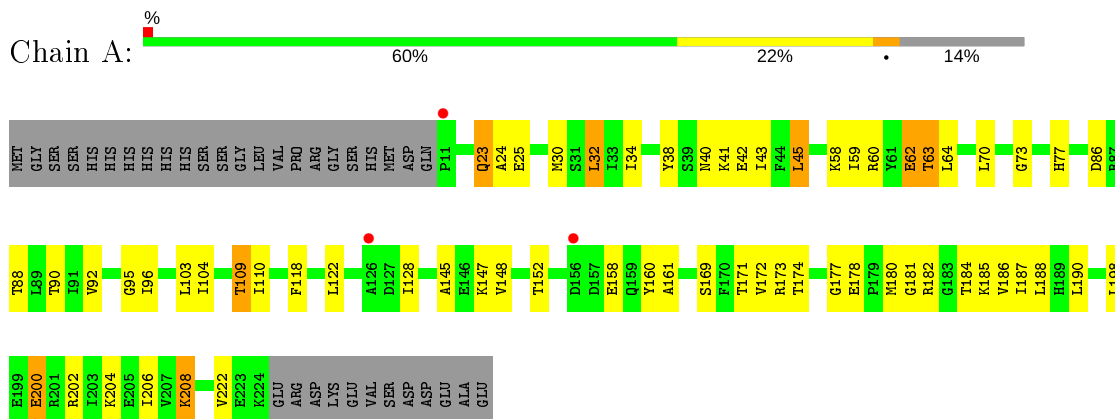 %
Chain A:
60% 22% • 14%
MET GLY SER SER HIS HIS HIS HIS HIS HIS SER SER GLY LEU VAL PRO ARG GLY SER HIS MET ASP GLN P11 Q23 A24 E25 M30 S31 L32 I33 I34 Y38 S39 N40 K41 E42 I43 F44 L45 K58 I59 R60 Y61 E62 T63 L64 L70 G73 H77 D86
T88 L89 T90 I91 V92 G95 I96 L103 I104 T109 I110 F118 L122 A126 D127 I128 A145 E146 K147 V148 T152 D156 D157 E158 Q159 Y160 A161 S169 F170 T171 V172 R173 T174 G177 E178 P179 M180 G181 R182 G183 T184 K185 V186 I187 L188 H189 L190 L198
E199 E200 R201 R202 I203 K204 E205 I206 V207 K208 V222 E223 K224 GLU ARG ASP LYS GLU VAL SER ASP ASP GLU ALA GLU